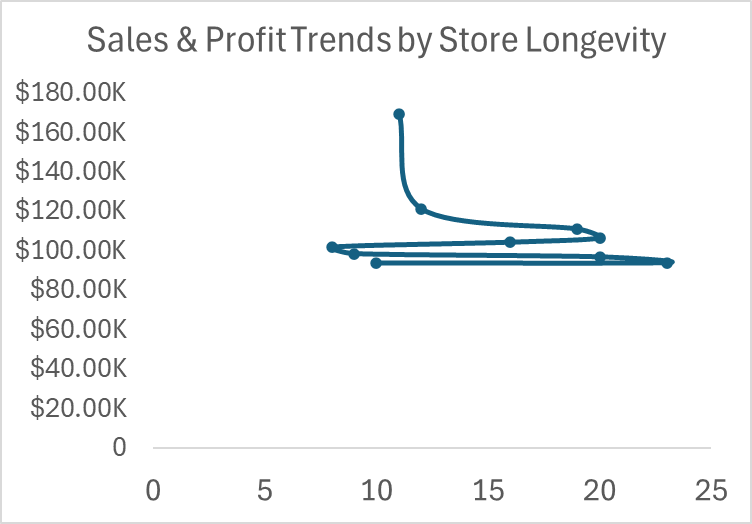 Sales & Profit Trends by Store Longevity
$180.00K
$160.00K
$140.00K
$120.00K
$100.00K
$80.00K
$60.00K
$40.00K
$20.00K
0
0 5 10 15 20 25